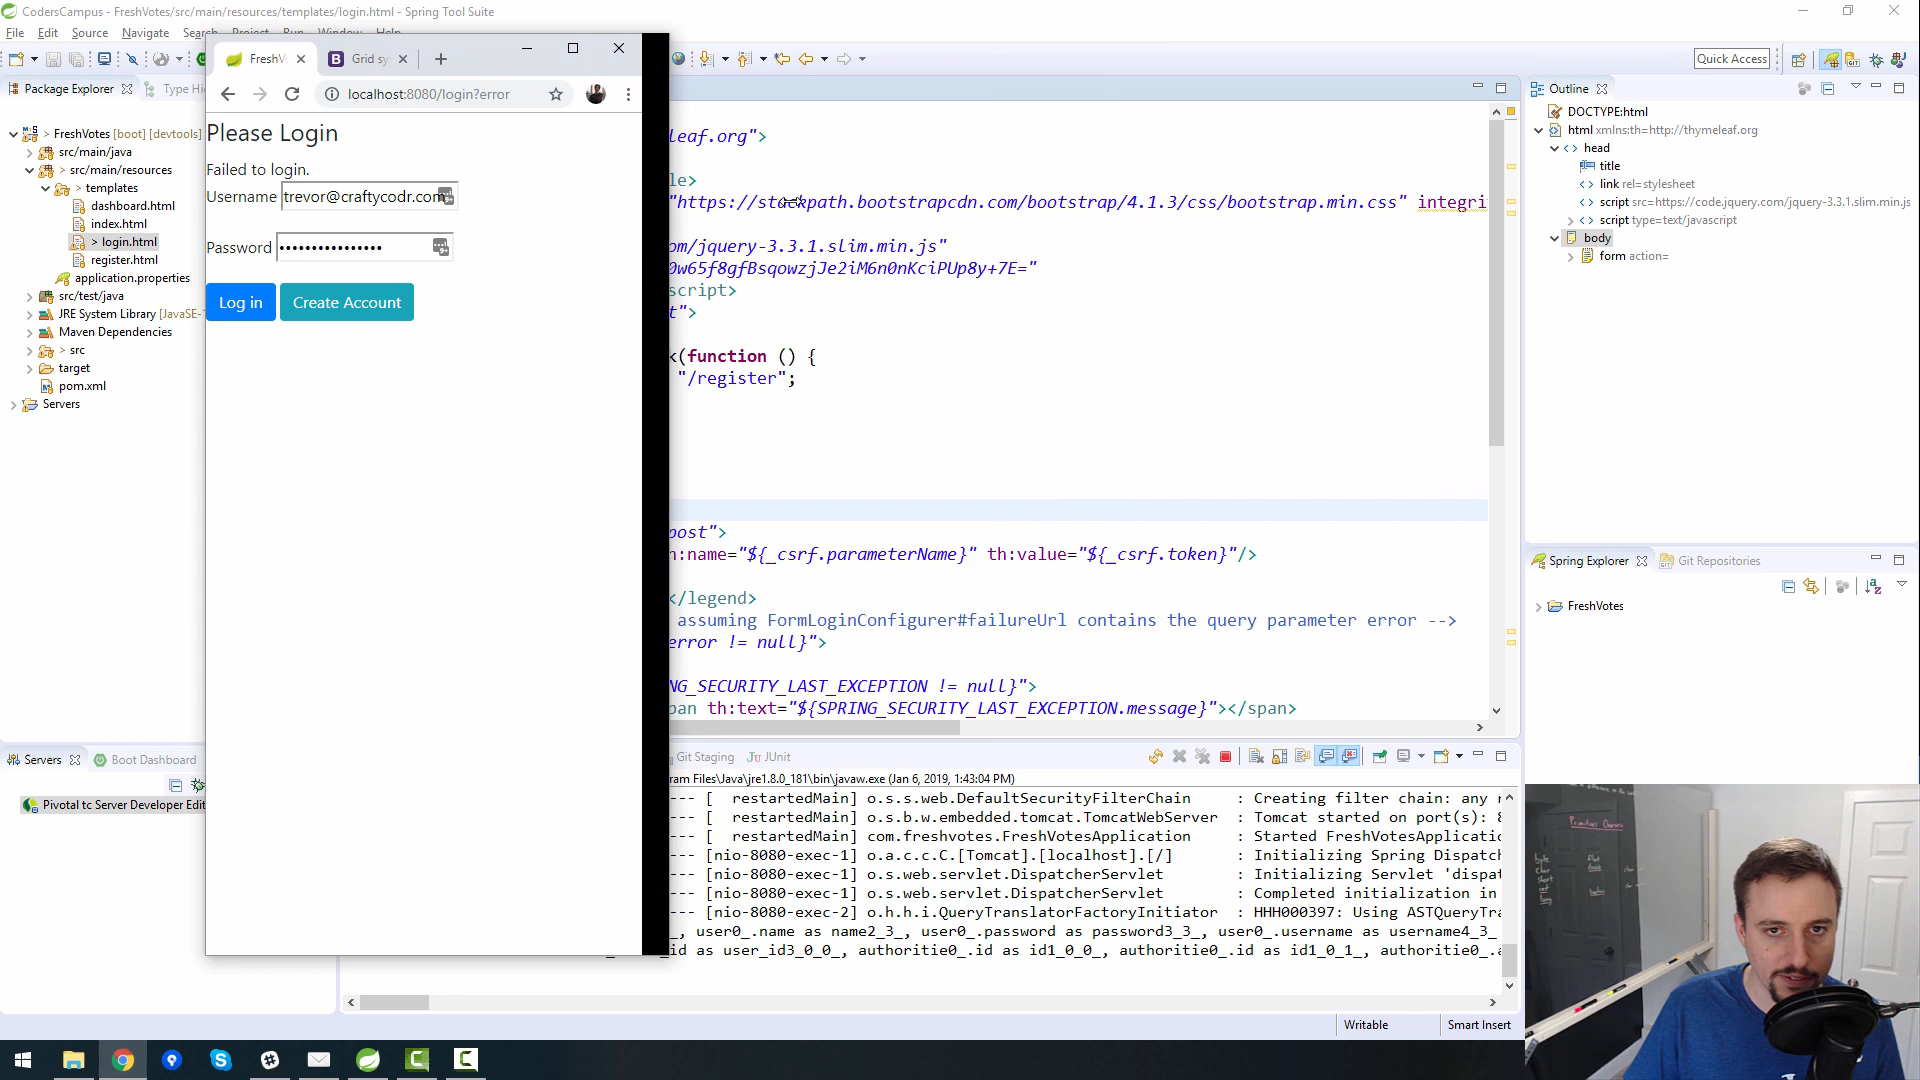 CodersCampus - FreshVotes/src/main/resources/templates/login.html - Spring Tool Suite
File Edit Source Navigate Search Project Run Window Help
Quick Access
Package Explorer
Type Hi
FreshVotes [boot] [devtools]
src/main/java
src/main/resources
templates
dashboard.html
index.html
> login.html
register.html
application.properties
src/test/java
JRE System Library [JavaSE-
Maven Dependencies
> src
target
pom.xml
Servers
Servers
Boot Dashboard
Pivotal tc Server Developer Edit
FreshV
Grid sy
localhost:8080/login?error
Please Login
Failed to login.
Username trevor@craftycodr.com
Password ••••••••••••••••
Log in
Create Account
leaf.org">
le>
"https://stackpath.bootstrapcdn.com/bootstrap/4.1.3/css/bootstrap.min.css" integri
om/jquery-3.3.1.slim.min.js"
0w65f8gfBsqowzjJe2iM6n0nKciPUp8y+7E="
script>
t">
k(function () {
"/register";
post">
h:name="${_csrf.parameterName}" th:value="${_csrf.token}"/>
</legend>
assuming FormLoginConfigurer#failureUrl contains the query parameter error -->
error != null}">
NG_SECURITY_LAST_EXCEPTION != null}">
pan th:text="${SPRING_SECURITY_LAST_EXCEPTION.message}"></span>
Git Staging
JUnit
ram Files\Java\jre1.8.0_181\bin\javaw.exe (Jan 6, 2019, 1:43:04 PM)
--- [ restartedMain] o.s.s.web.DefaultSecurityFilterChain : Creating filter chain: any r
--- [ restartedMain] o.s.b.w.embedded.tomcat.TomcatWebServer : Tomcat started on port(s): 8
--- [ restartedMain] com.freshvotes.FreshVotesApplication : Started FreshVotesApplicatio
--- [nio-8080-exec-1] o.a.c.c.C.[Tomcat].[localhost].[/] : Initializing Spring Dispatch
--- [nio-8080-exec-1] o.s.web.servlet.DispatcherServlet : Initializing Servlet 'dispat
--- [nio-8080-exec-1] o.s.web.servlet.DispatcherServlet : Completed initialization in
--- [nio-8080-exec-2] o.h.h.i.QueryTranslatorFactoryInitiator : HHH000397: Using ASTQueryTra
_, user0_.name as name2_3_, user0_.password as password3_3_, user0_.username as username4_3_
_id as user_id3_0_0_, authoritie0_.id as id1_0_0_, authoritie0_.id as id1_0_1_, authoritie0_.a
Writable
Smart Insert
Outline
DOCTYPE:html
html xmlns:th=http://thymeleaf.org
head
title
link rel=stylesheet
script src=https://code.jquery.com/jquery-3.3.1.slim.min.js
script type=text/javascript
body
form action=
Spring Explorer
Git Repositories
FreshVotes